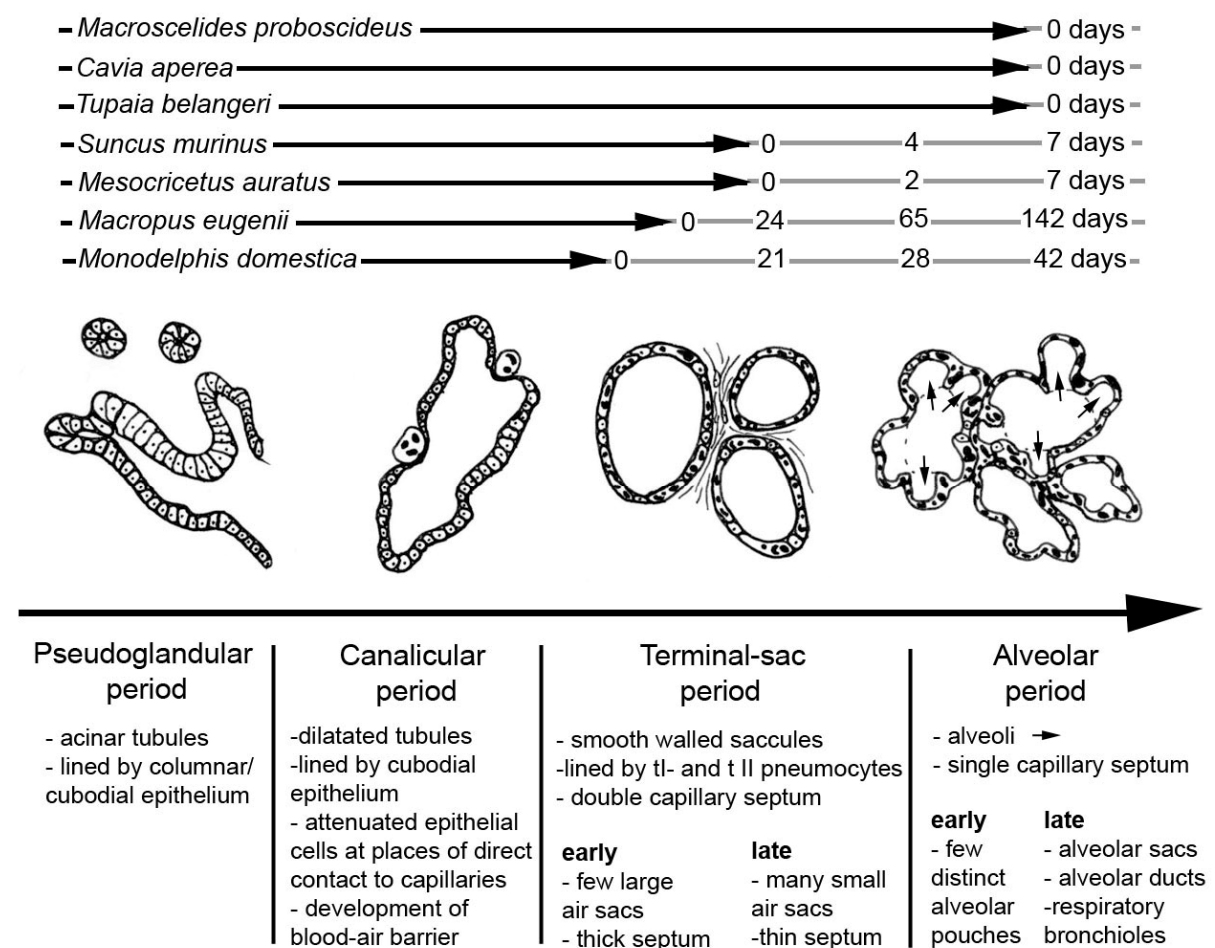 Macroscelides proboscideus 0 days
Cavia aperea 0 days
Tupaia belangeri 0 days
Suncus murinus 0 4 7 days
Mesocricetus auratus 0 2 7 days
Macropus eugenii 0 24 65 142 days
Monodelphis domestica 0 21 28 42 days
Pseudoglandular
period
- acinar tubules
- lined by columnar/
cubodial epithelium
Canalicular
period
-dilatated tubules
-lined by cubodial
epithelium
- attenuated epithelial
cells at places of direct
contact to capillaries
- development of
blood-air barrier
Terminal-sac
period
- smooth walled saccules
-lined by tI- and t II pneumocytes
- double capillary septum
early
- few large
air sacs
- thick septum
late
- many small
air sacs
-thin septum
Alveolar
period
- alveoli
- single capillary septum
early
- few
distinct
alveolar
pouches
late
- alveolar sacs
- alveolar ducts
-respiratory
bronchioles